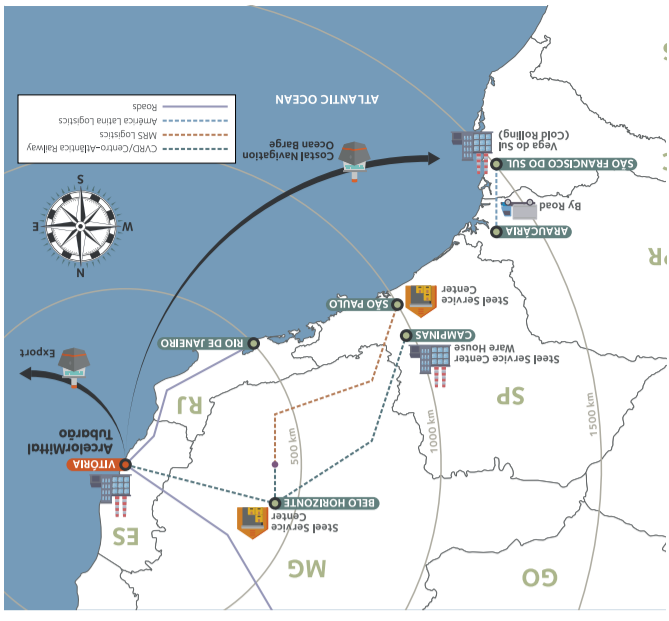 GO
MG
ES
Steel Service
Center
BELO HORIZONTE
VITÓRIA
ArcelorMittal
Tubarão
500 km
1000 km
1500 km
SP
RJ
Steel Service Center
Ware House
CAMPINAS
RIO DE JANEIRO
Export
Steel Service
Center
SÃO PAULO
PR
ARAUCÁRIA
By Road
N
W
E
S
SÃO FRANCISCO DO SUL
Vega do Sul
(Cold Rolling)
Costal Navigation
Ocean Barge
CVRD/Centro–Atlântica Railway
MRS Logistics
América Latina Logistics
Roads
ATLANTIC OCEAN